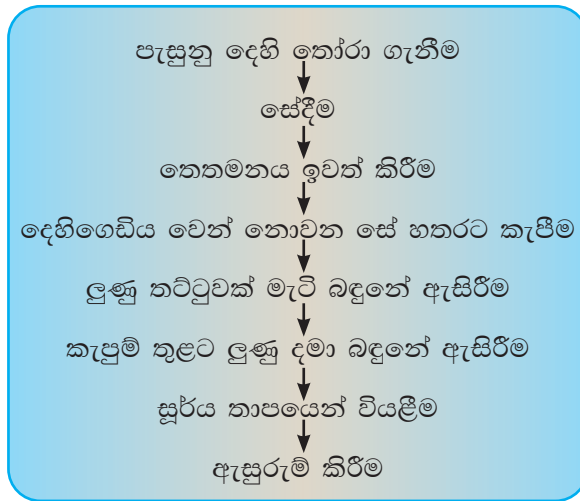 පැසුනු දෙහි තෝරා ගැනීම
සේදීම
තෙතමනය ඉවත් කිරීම
දෙහිගෙඩිය වෙන් නොවන සේ හතරට කැපීම
ලුණු තට්ටුවක් මැටි බඳුනේ ඇසිරීම
කැපුම් තුළට ලුණු දමා බඳුනේ ඇසිරීම
සූර්ය තාපයෙන් වියළීම
ඇසුරුම් කිරීම